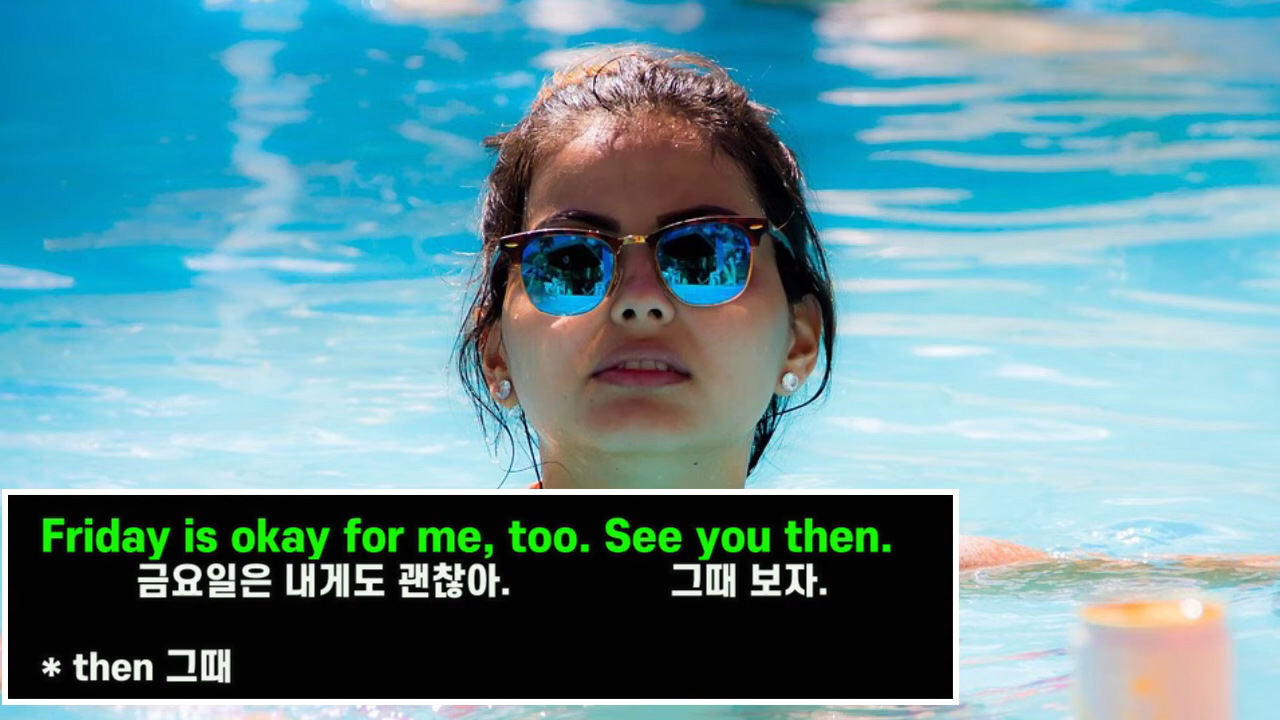 Friday is okay for me, too. See you then.
금요일은 내게도 괜찮아. 그때 보자.
* then 그때